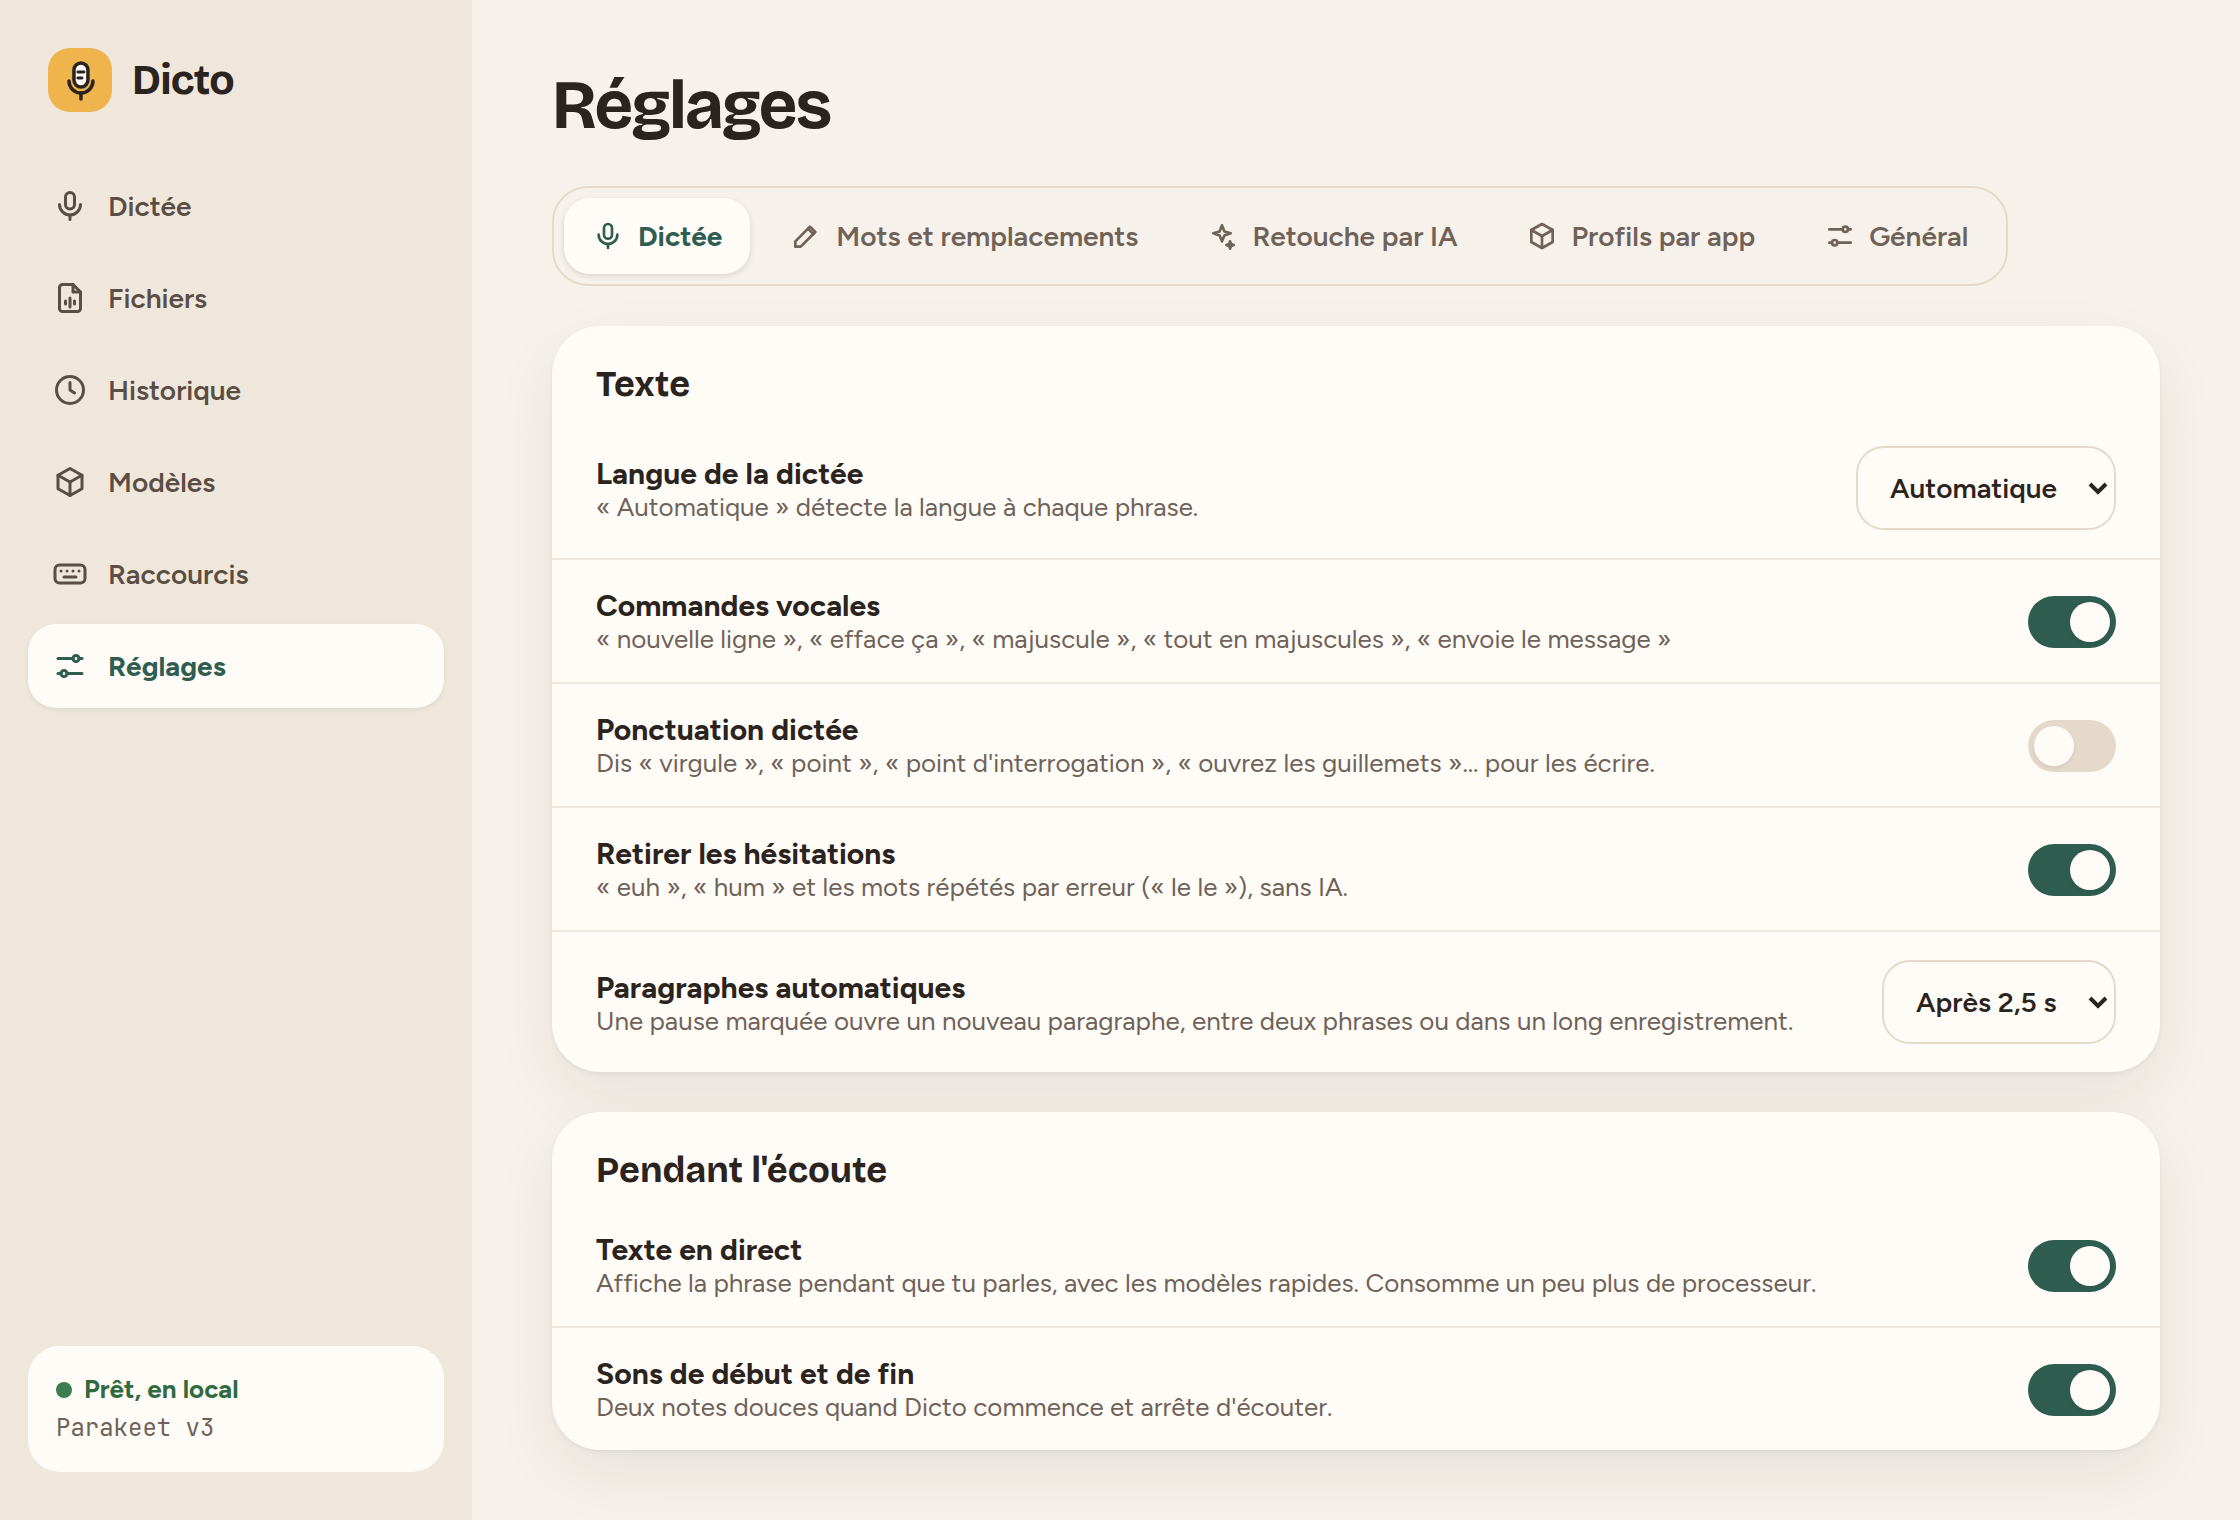 Dicto
Dictée
Fichiers
Historique
Modèles
Raccourcis
Réglages
Prêt, en local
Parakeet v3
Réglages
Dictée
Mots et remplacements
Retouche par IA
Profils par app
Général
Texte
Langue de la dictée
« Automatique » détecte la langue à chaque phrase.
Automatique
Commandes vocales
« nouvelle ligne », « efface ça », « majuscule », « tout en majuscules », « envoie le message »
Ponctuation dictée
Dis « virgule », « point », « point d'interrogation », « ouvrez les guillemets »... pour les écrire.
Retirer les hésitations
« euh », « hum » et les mots répétés par erreur (« le le »), sans IA.
Paragraphes automatiques
Une pause marquée ouvre un nouveau paragraphe, entre deux phrases ou dans un long enregistrement.
Après 2,5 s
Pendant l'écoute
Texte en direct
Affiche la phrase pendant que tu parles, avec les modèles rapides. Consomme un peu plus de processeur.
Sons de début et de fin
Deux notes douces quand Dicto commence et arrête d'écouter.